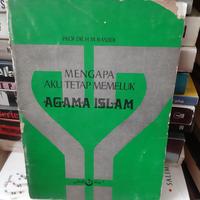 PROF. DR. H. M. RASJIDI
MENGAPA
AKU TETAP MEMELUK
AGAMA ISLAM